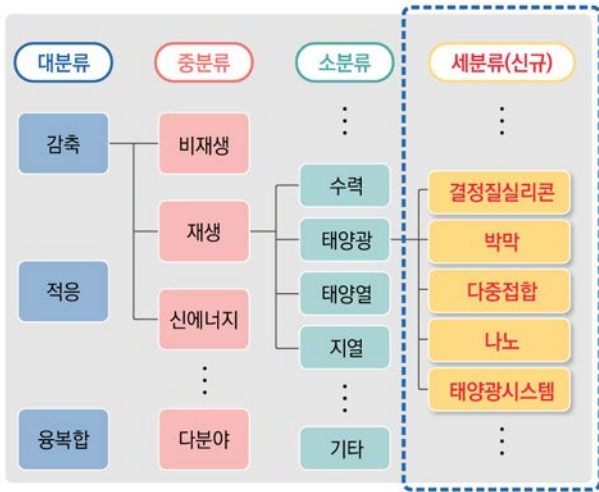 대분류
중분류
소분류
세분류(신규)
감축
적응
융복합
비재생
재생
신에너지
다분야
수력
태양광
태양열
지열
기타
결정질실리콘
박막
다중접합
나노
태양광시스템